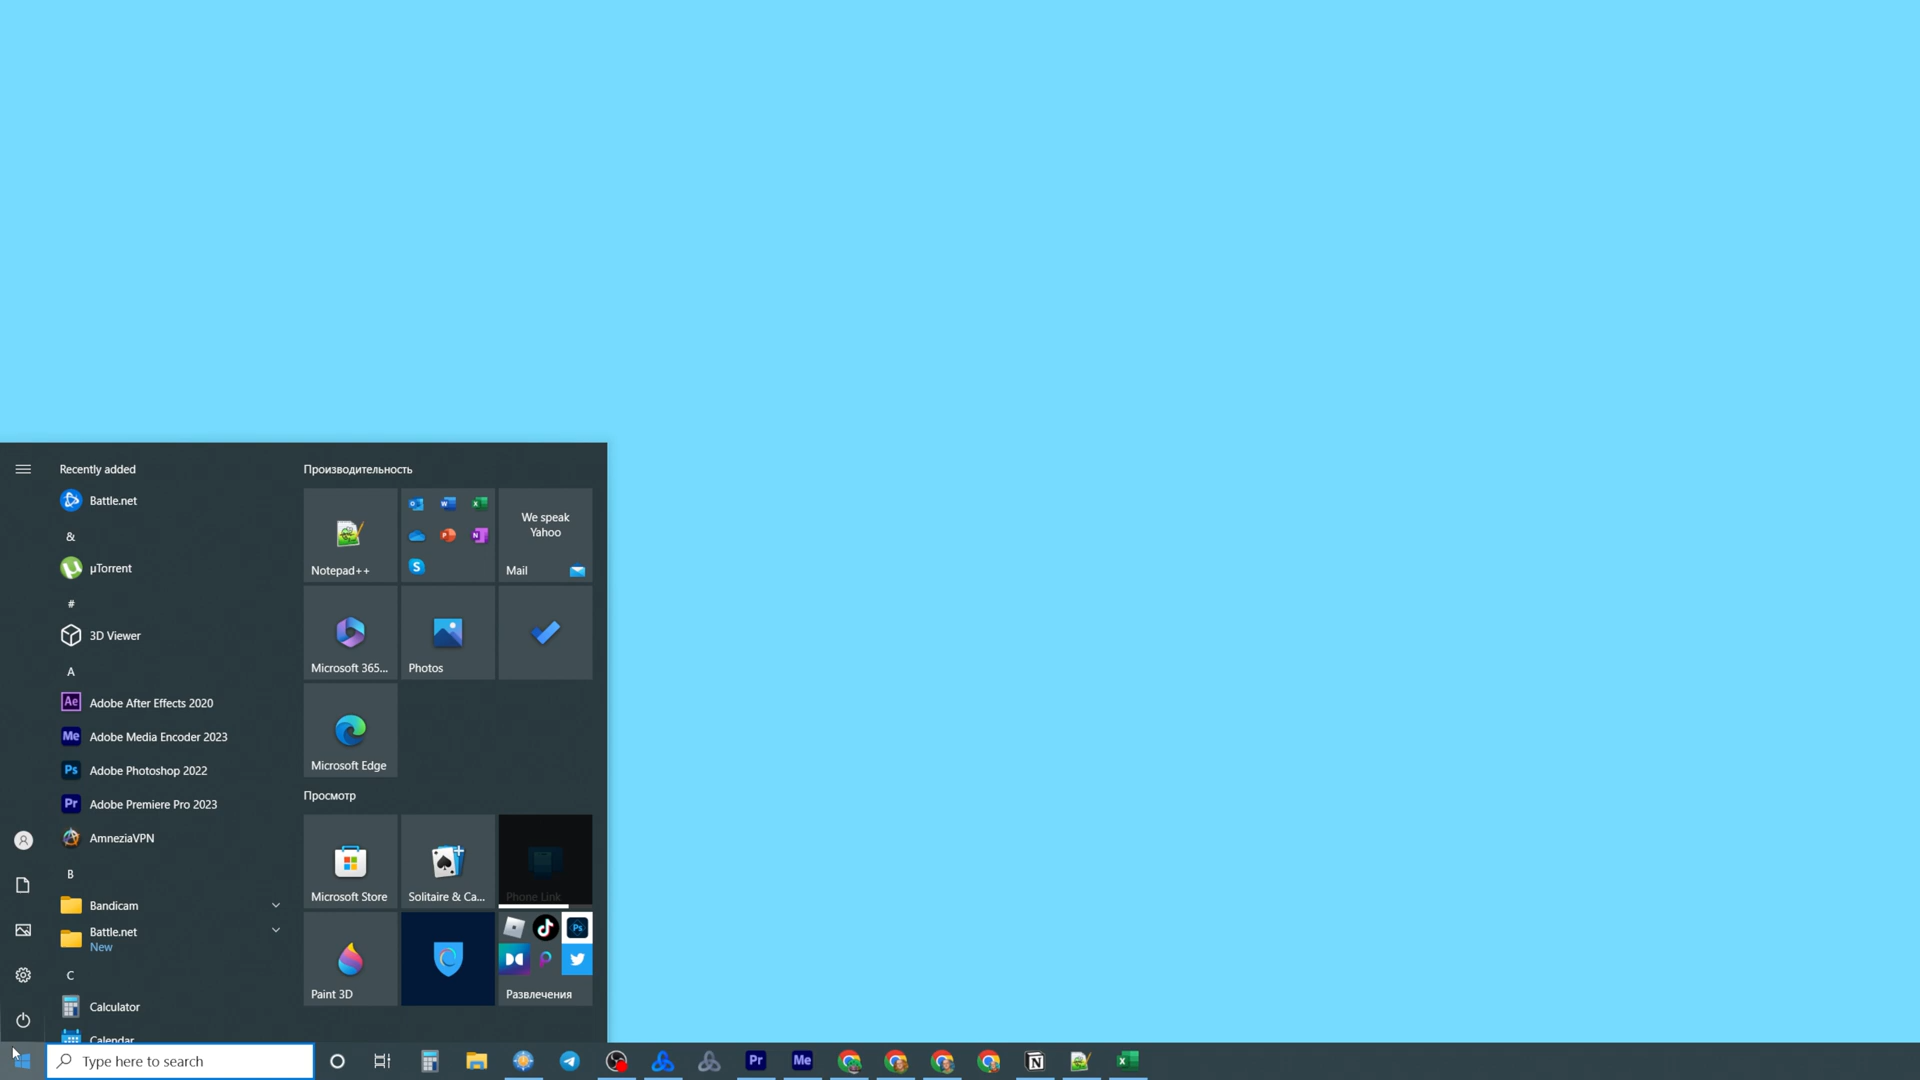 Recently added
Battle.net
&
µTorrent
#
3D Viewer
A
Adobe After Effects 2020
Adobe Media Encoder 2023
Adobe Photoshop 2022
Adobe Premiere Pro 2023
AmneziaVPN
B
Bandicam
Battle.net
New
C
Calculator
Calendar
Производительность
Notepad++
We speak
Yahoo
Mail
Microsoft 365...
Photos
Microsoft Edge
Просмотр
Microsoft Store
Solitaire & Ca...
Phone Link
Paint 3D
Развлечения
Type here to search